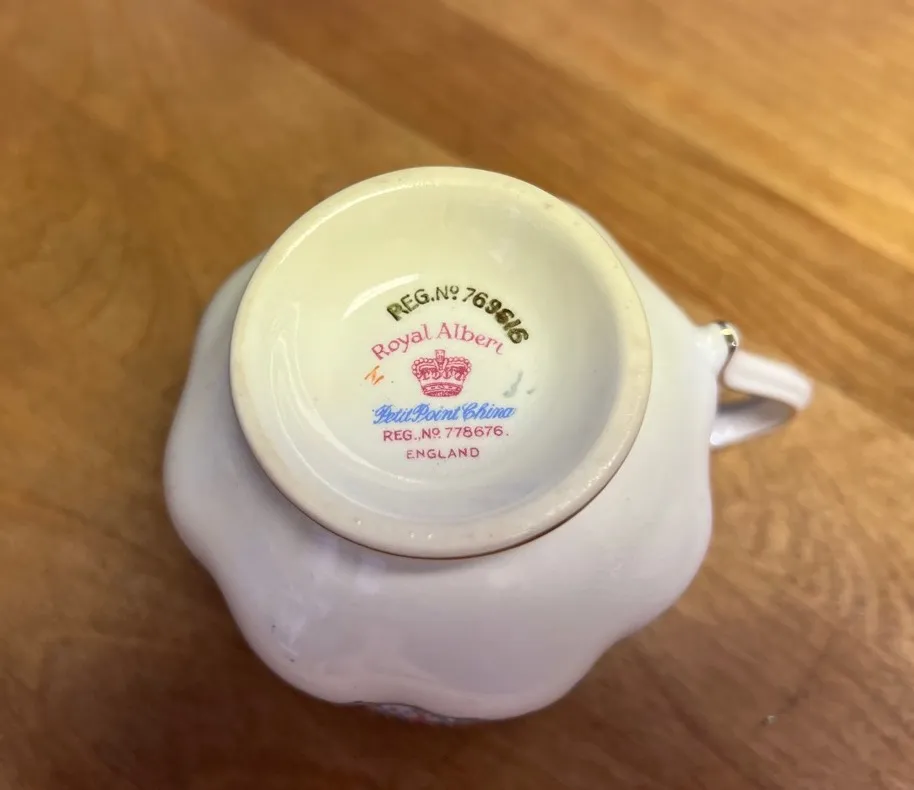 REG.Nº 769616
Royal Albert
Petit Point China
REG., Nº 778676.
ENGLAND